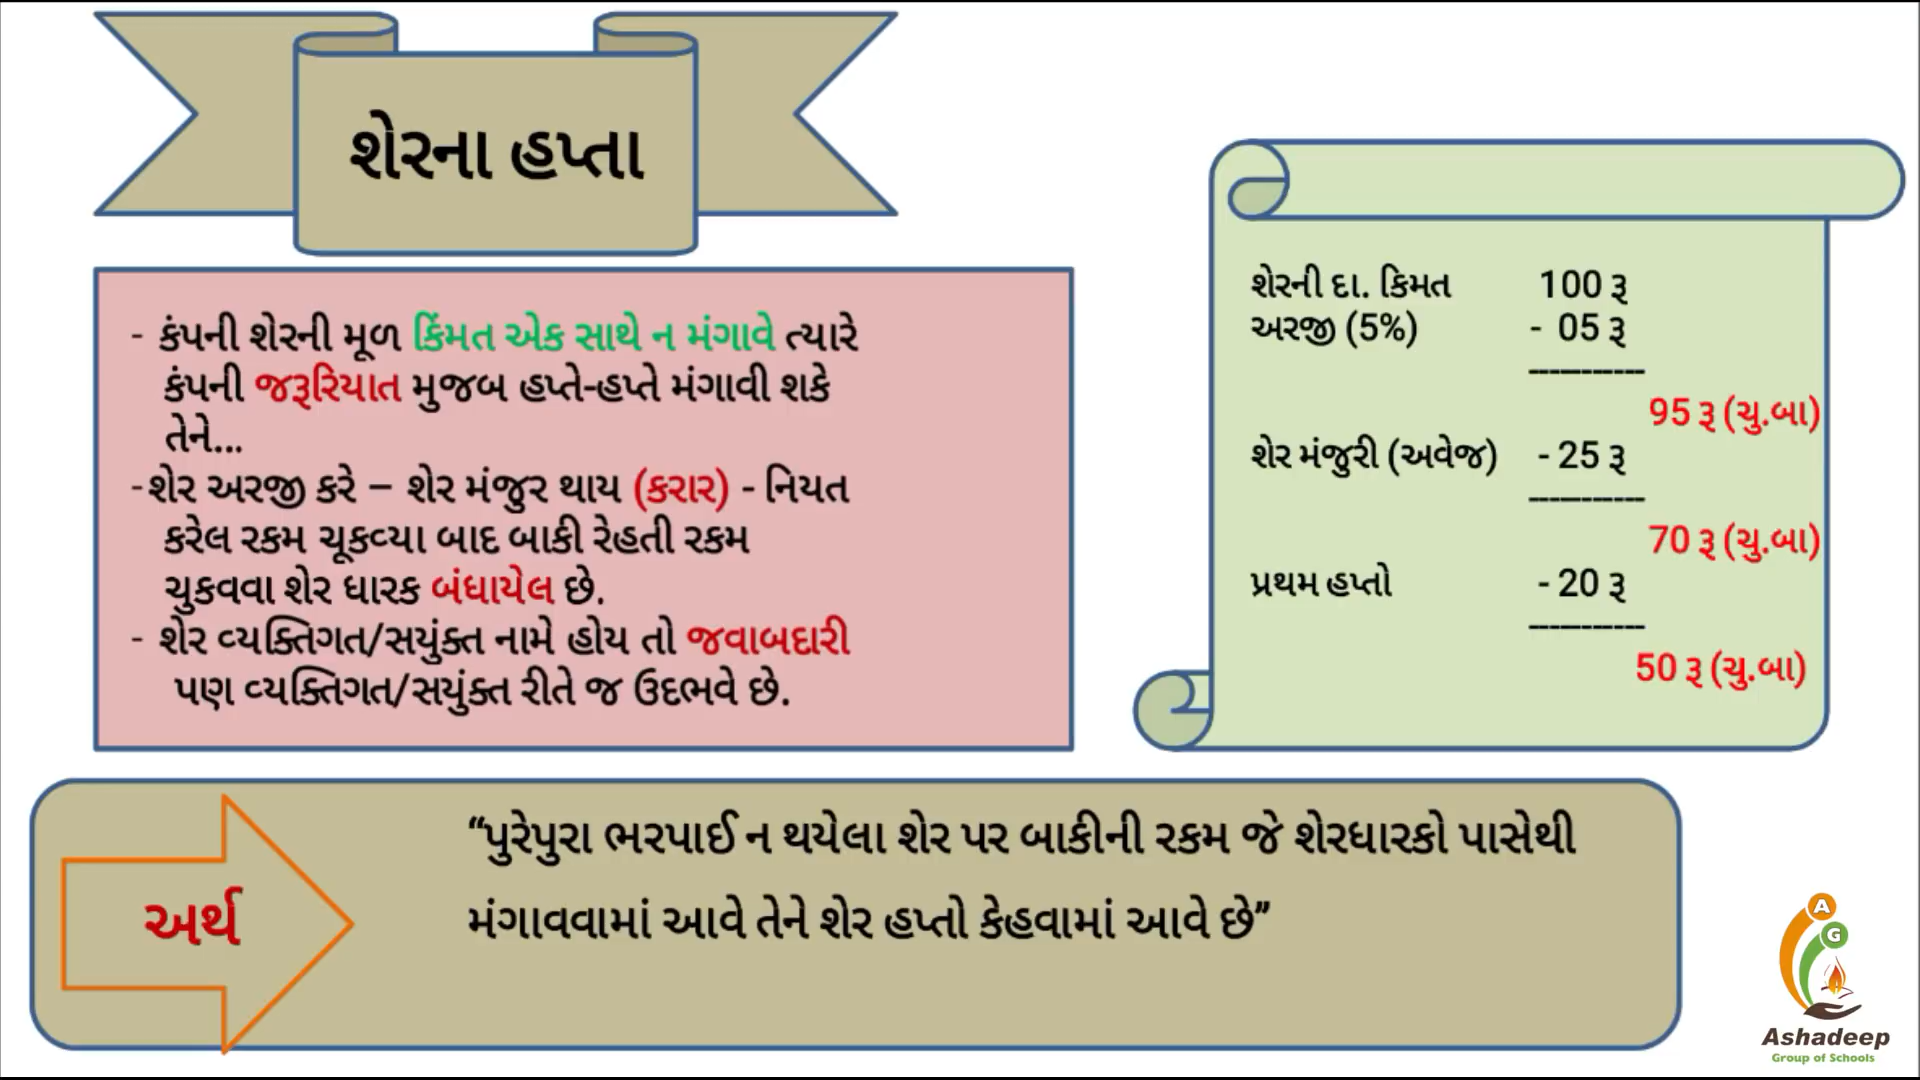 શેરના હપ્તા
- કંપની શેરની મૂળ કિંમત એક સાથે ન મંગાવે ત્યારે
કંપની જરૂરિયાત મુજબ હપ્તે-હપ્તે મંગાવી શકે
તેને...
-શેર અરજી કરે – શેર મંજુર થાય (કરાર) - નિયત
કરેલ રકમ ચૂકવ્યા બાદ બાકી રેહતી રકમ
ચુકવવા શેર ધારક બંધાયેલ છે.
- શેર વ્યક્તિગત/સયુંક્ત નામે હોય તો જવાબદારી
પણ વ્યક્તિગત/સયુંક્ત રીતે જ ઉદભવે છે.
શેરની દા. કિમત 100 રૂ
અરજી (5%) - 05 રૂ
-----------
95 રૂ (ચુ.બા)
શેર મંજુરી (અવેજ) - 25 રૂ
-----------
70 રૂ (ચુ.બા)
પ્રથમ હપ્તો - 20 રૂ
-----------
50 રૂ (ચુ.બા)
અર્થ
“પુરેપુરા ભરપાઈ ન થયેલા શેર પર બાકીની રકમ જે શેરધારકો પાસેથી
મંગાવવામાં આવે તેને શેર હપ્તો કેહવામાં આવે છે”
A
G
Ashadeep
Group of Schools